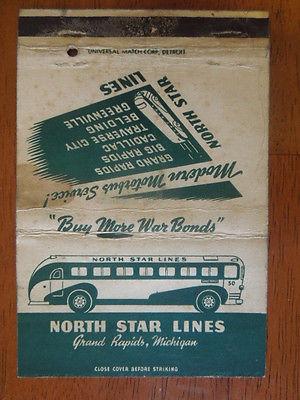 UNIVERSAL MATCH CORP., DETROIT
NORTH STAR
LINES
GRAND RAPIDS
BIG RAPIDS
CADILLAC
TRAVERSE CITY
BELDING
GREENVILLE
Modern Motorbus Service!
"Buy More War Bonds"
NORTH STAR LINES
50
NORTH STAR LINES
Grand Rapids, Michigan
CLOSE COVER BEFORE STRIKING